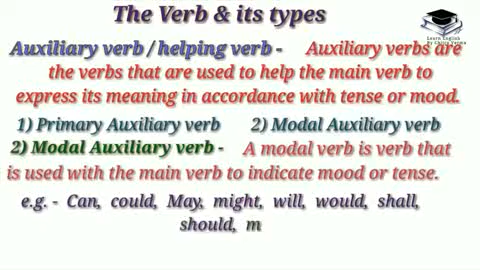 The Verb & its types
Learn English
Auxiliary verb / helping verb - Auxiliary verbs are
the verbs that are used to help the main verb to
express its meaning in accordance with tense or mood.
1) Primary Auxiliary verb 2) Modal Auxiliary verb
2) Modal Auxiliary verb - A modal verb is verb that
is used with the main verb to indicate mood or tense.
e.g. - Can, could, May, might, will, would, shall,
should, m